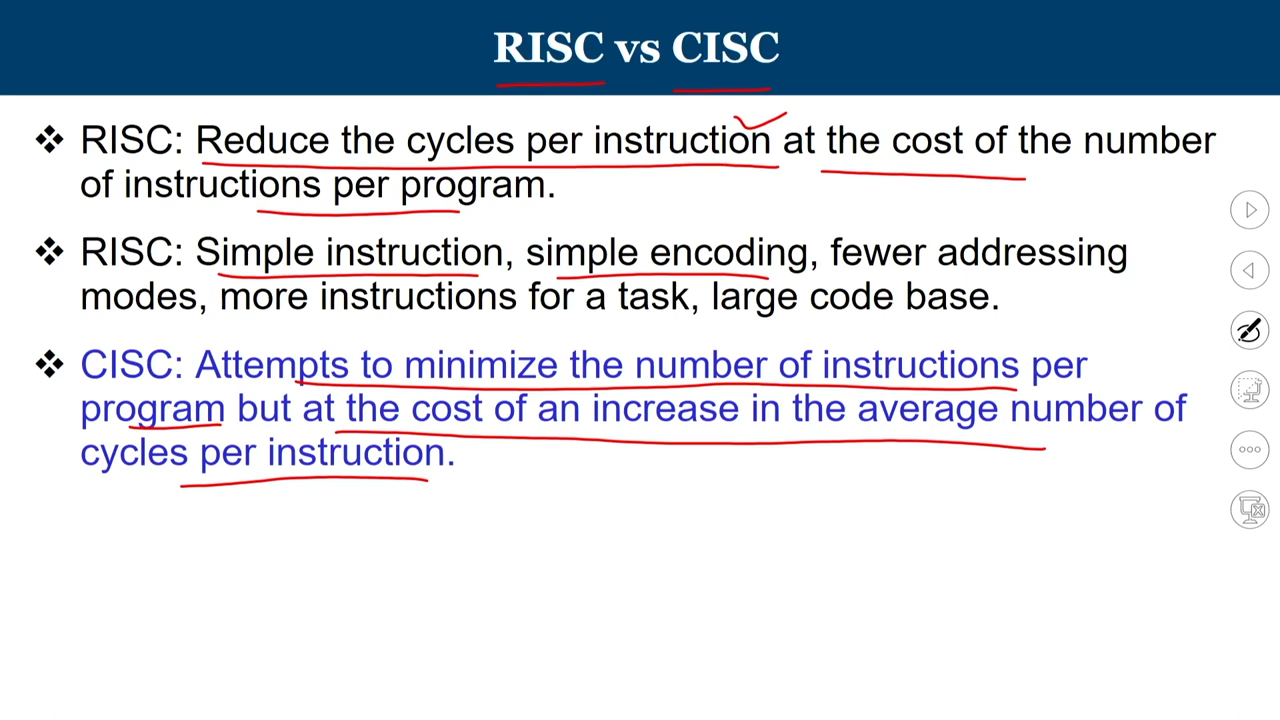 RISC vs CISC
❖ RISC: Reduce the cycles per instruction at the cost of the number
of instructions per program.
❖ RISC: Simple instruction, simple encoding, fewer addressing
modes, more instructions for a task, large code base.
❖ CISC: Attempts to minimize the number of instructions per
program but at the cost of an increase in the average number of
cycles per instruction.